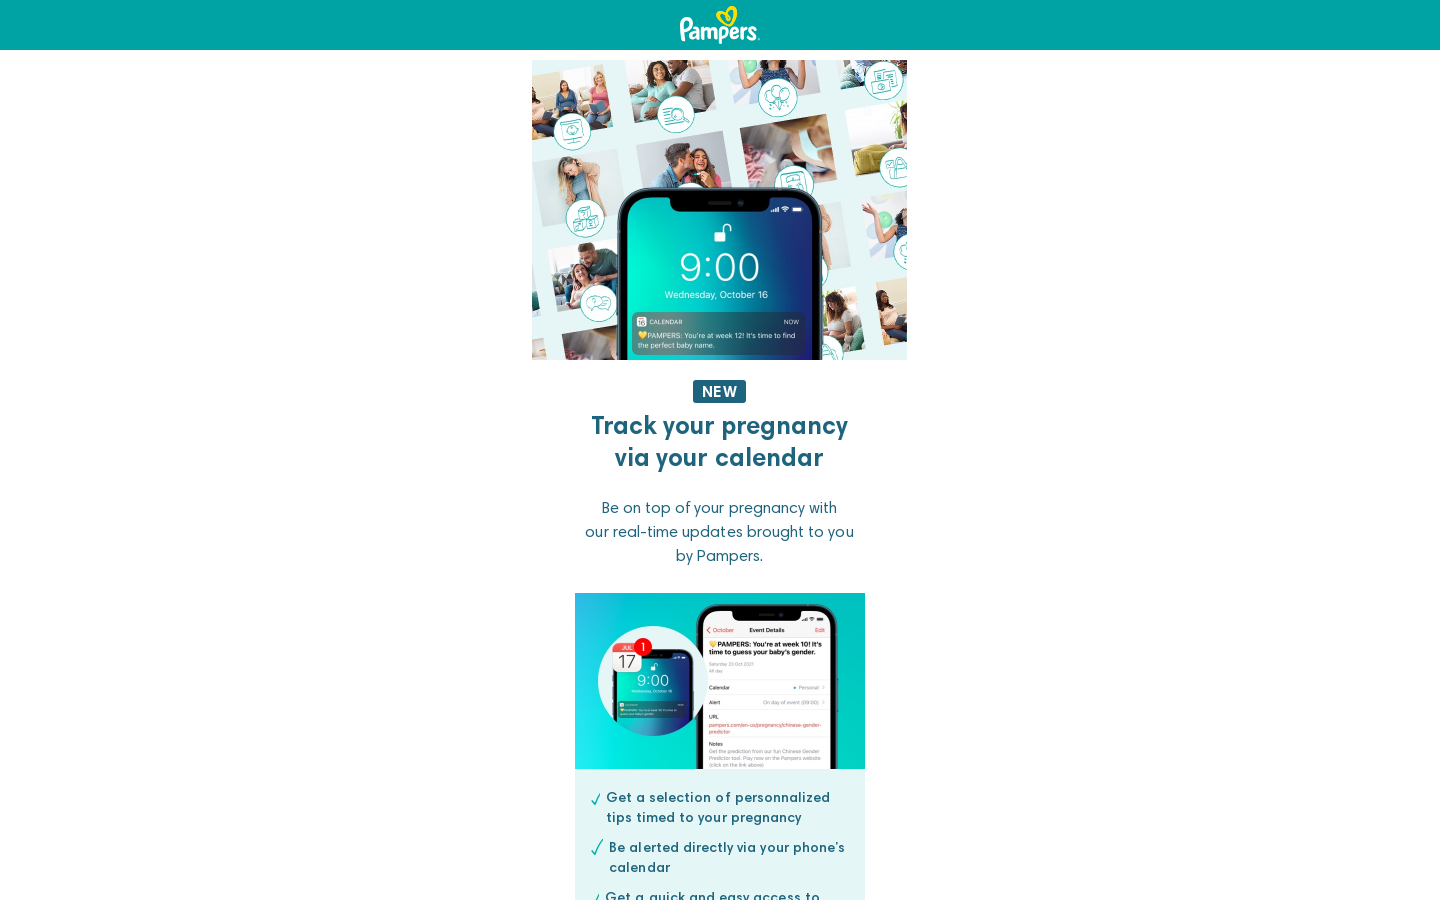 Pampers
9:00
Wednesday, October 16
16 CALENDAR NOW
💛PAMPERS: You're at week 12! It's time to find
the perfect baby name.
NEW
Track your pregnancy
via your calendar
Be on top of your pregnancy with
our real-time updates brought to you
by Pampers.
JUL
17
1
9:00
Wednesday, October 16
October Event Details Edit
💛PAMPERS: You're at week 10! It's
time to guess your baby's gender.
Saturday 23 Oct 2021
All day
Calendar Personal
Alert On day of event (09:00)
URL
pampers.com/en-us/pregnancy/chinese-gender-
predictor
Notes
Get the prediction from our fun Chinese Gender
Predictor tool. Play now on the Pampers website
(click on the link above)
Get a selection of personnalized
tips timed to your pregnancy
Be alerted directly via your phone's
calendar
Get a quick and easy access to